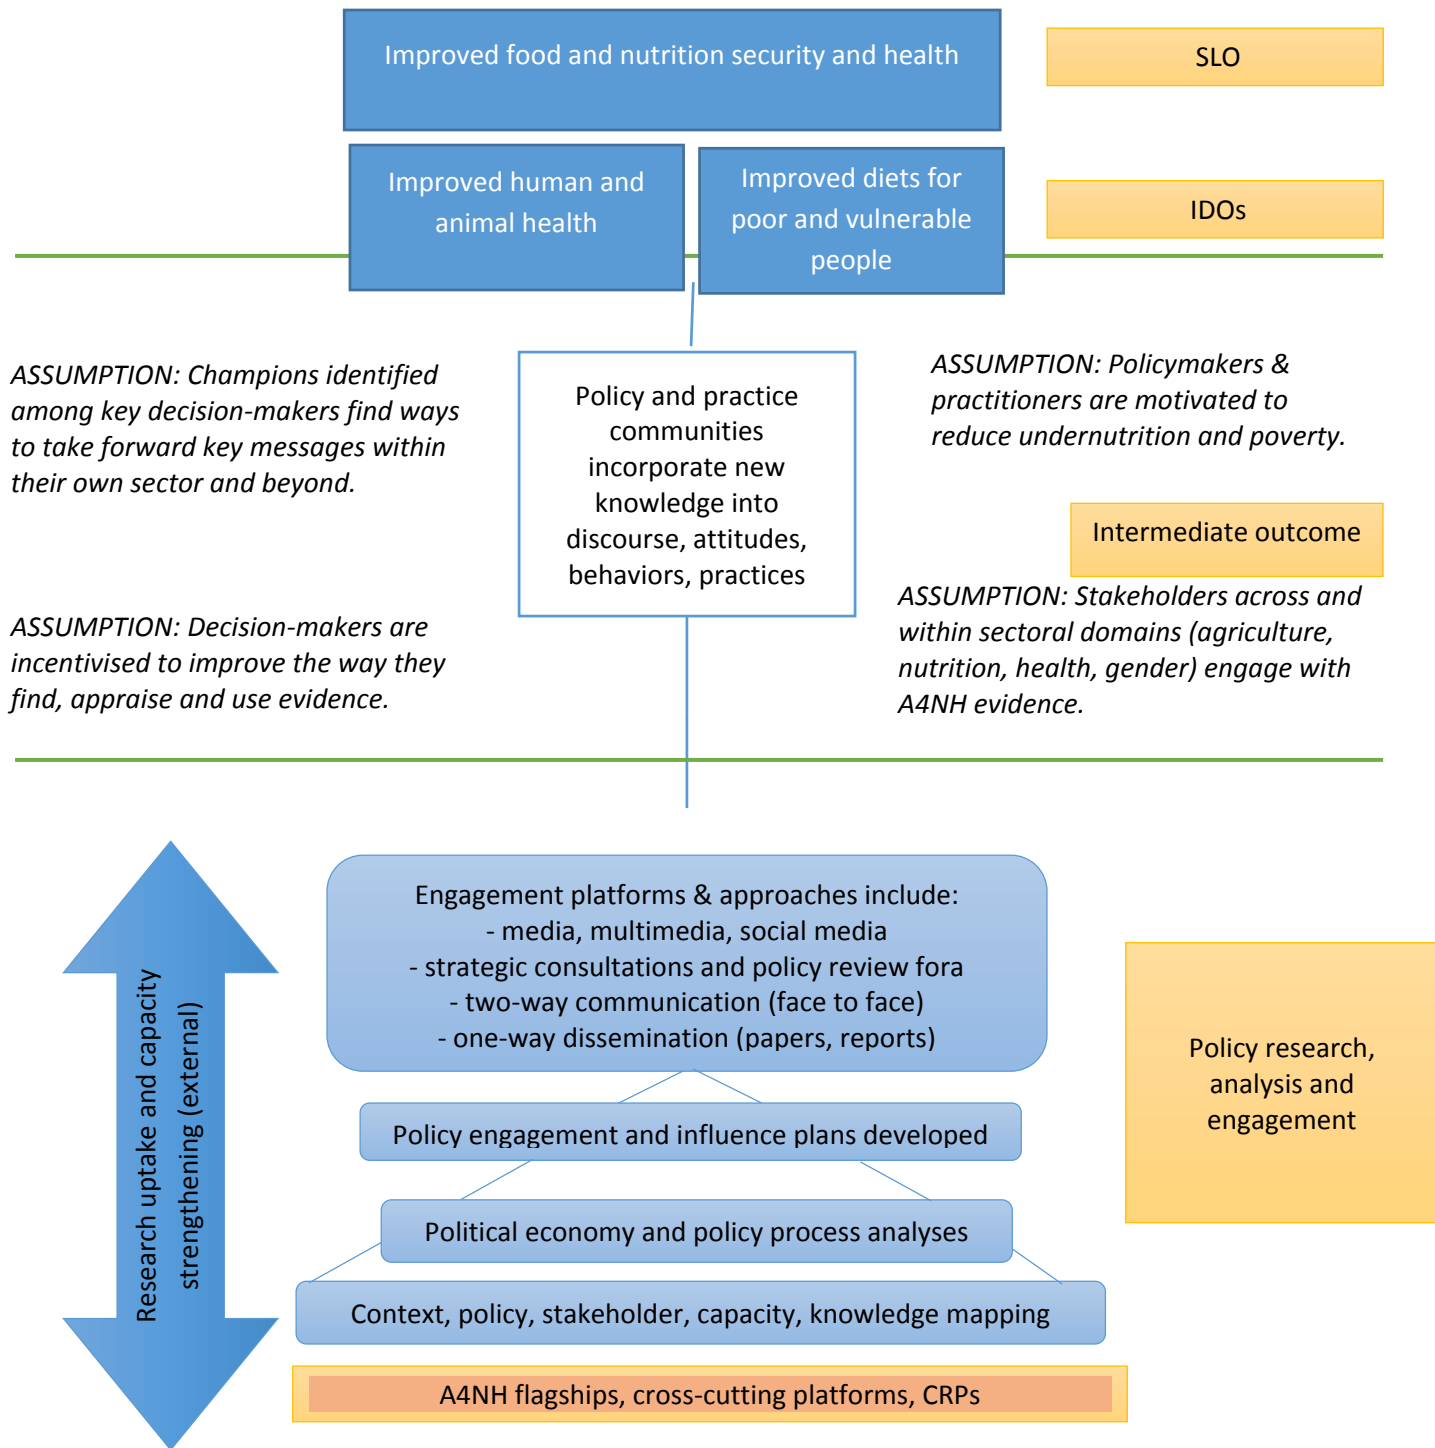 Improved food and nutrition security and health
SLO
Improved human and
animal health
Improved diets for
poor and vulnerable
people
IDOs
ASSUMPTION: Champions identified
among key decision-makers find ways
to take forward key messages within
their own sector and beyond.
Policy and practice
communities
incorporate new
knowledge into
discourse, attitudes,
behaviors, practices
ASSUMPTION: Policymakers &
practitioners are motivated to
reduce undernutrition and poverty.
Intermediate outcome
ASSUMPTION: Decision-makers are
incentivised to improve the way they
find, appraise and use evidence.
ASSUMPTION: Stakeholders across and
within sectoral domains (agriculture,
nutrition, health, gender) engage with
A4NH evidence.
Research uptake and capacity
strengthening (external)
Engagement platforms & approaches include:
- media, multimedia, social media
- strategic consultations and policy review fora
- two-way communication (face to face)
- one-way dissemination (papers, reports)
Policy research,
analysis and
engagement
Policy engagement and influence plans developed
Political economy and policy process analyses
Context, policy, stakeholder, capacity, knowledge mapping
A4NH flagships, cross-cutting platforms, CRPs